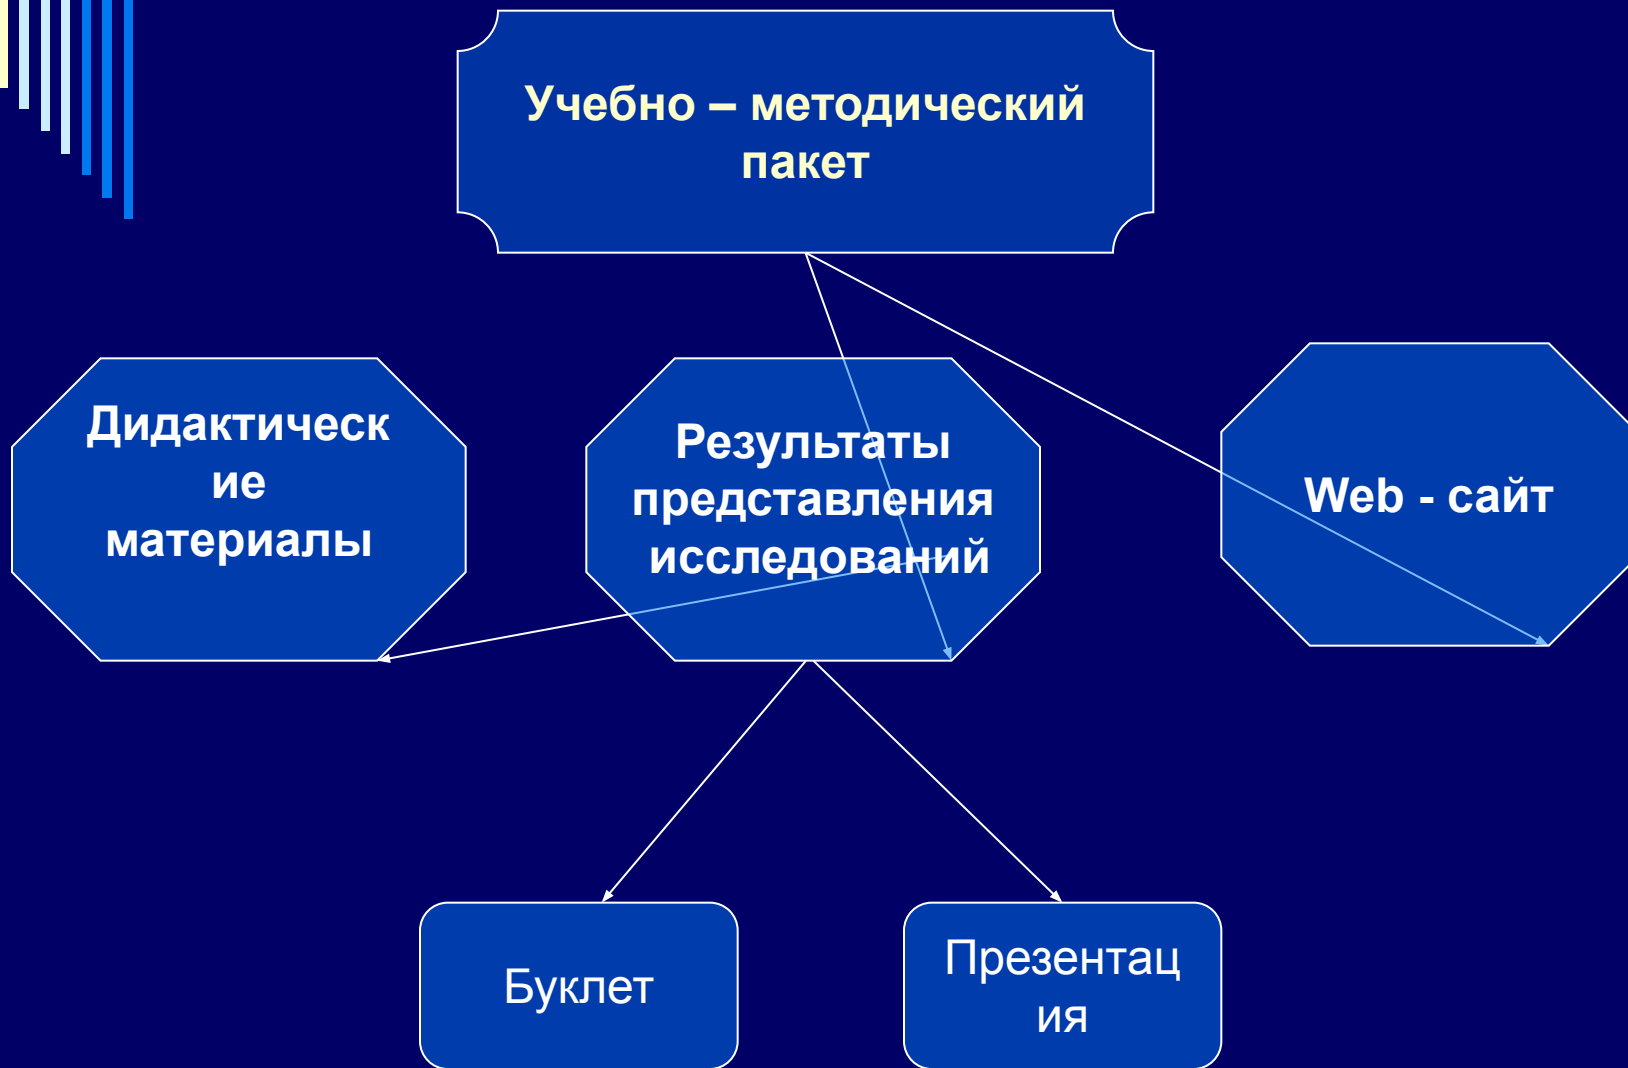 Учебно – методический
пакет
Дидактическ
ие
материалы
Результаты
представления
исследований
Web - сайт
Буклет
Презентац
ия